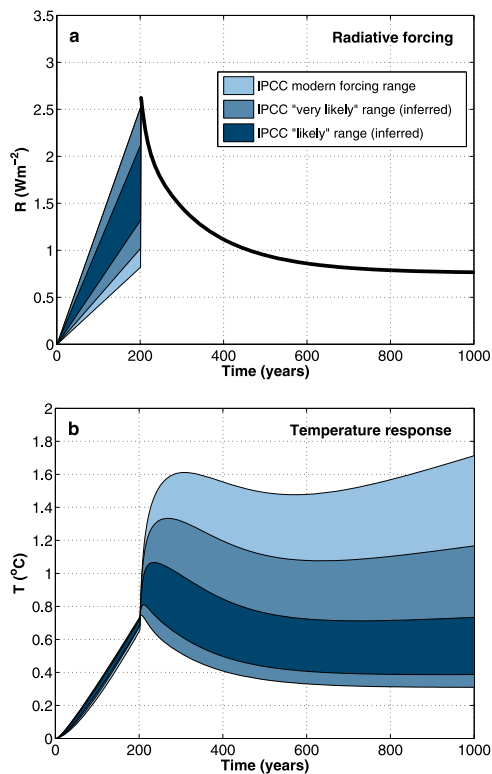 a
Radiative forcing
IPCC modern forcing range
IPCC "very likely" range (inferred)
IPCC "likely" range (inferred)
R (Wm⁻²)
3
2.5
2
1.5
1
0.5
0
0 200 400 600 800 1000
Time (years)
b
Temperature response
T (°C)
2
1.8
1.6
1.4
1.2
1
0.8
0.6
0.4
0.2
0
0 200 400 600 800 1000
Time (years)